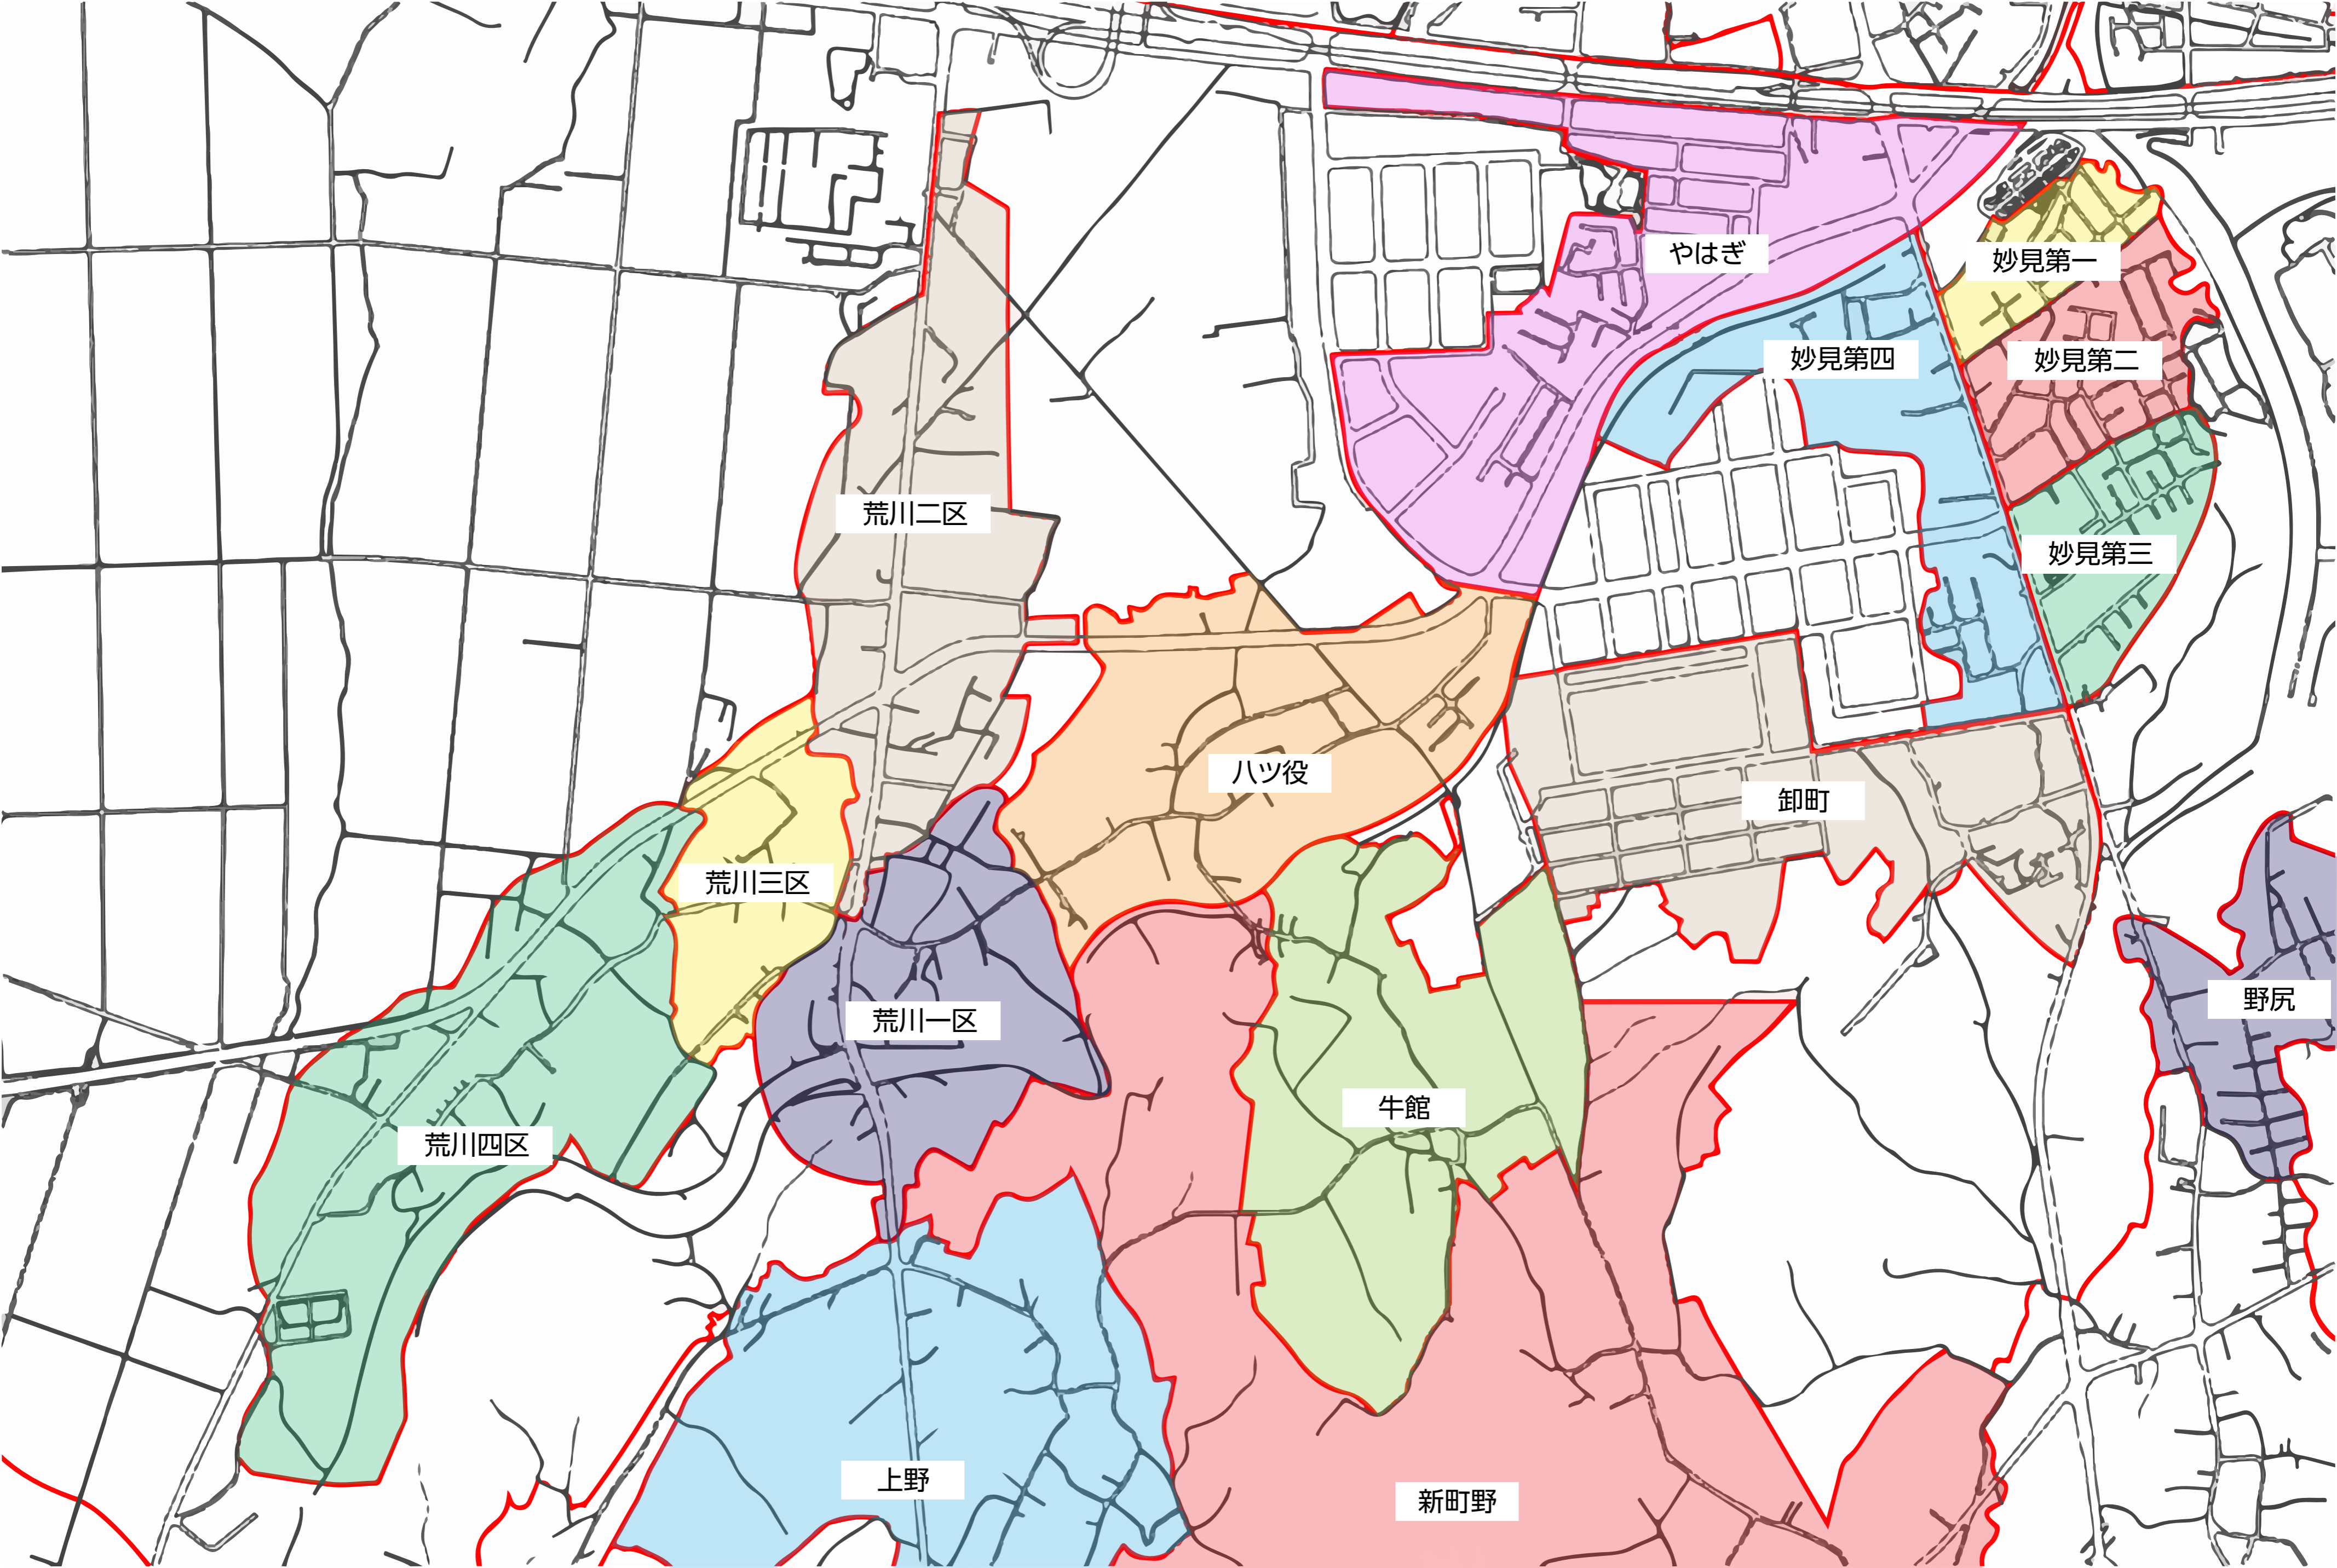 やはぎ
妙見第一
妙見第四
妙見第二
荒川二区
妙見第三
八ツ役
卸町
荒川三区
野尻
荒川一区
牛館
荒川四区
上野
新町野